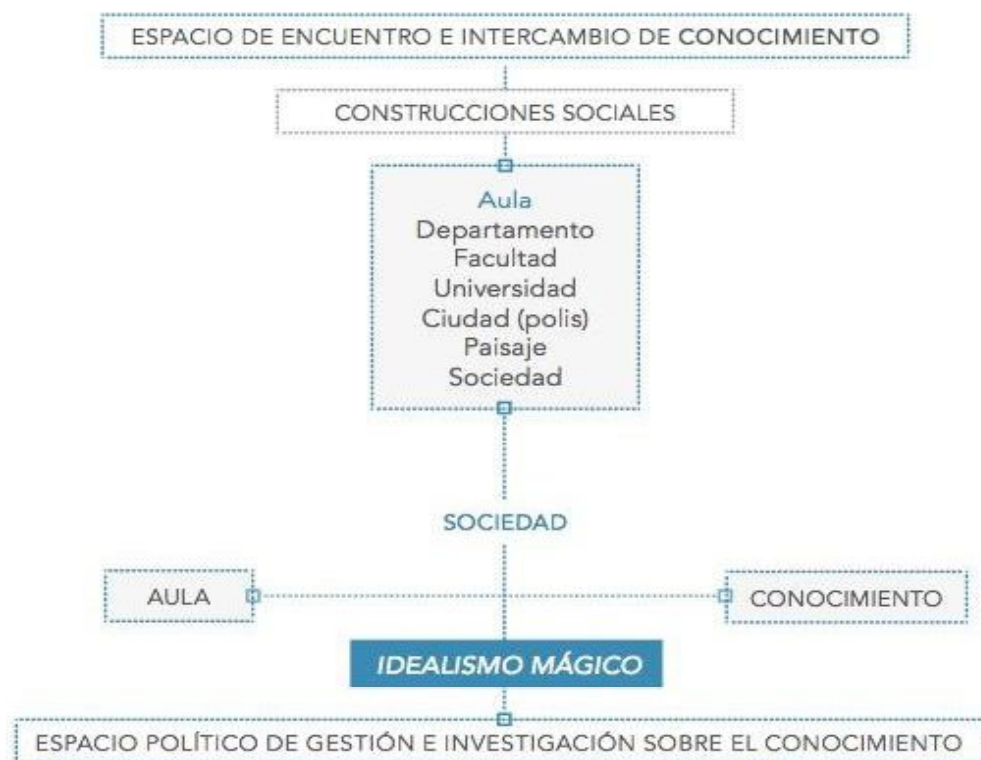 ESPACIO DE ENCUENTRO E INTERCAMBIO DE CONOCIMIENTO
CONSTRUCCIONES SOCIALES
Aula
Departamento
Facultad
Universidad
Ciudad (polis)
Paisaje
Sociedad
SOCIEDAD
AULA
CONOCIMIENTO
IDEALISMO MÁGICO
ESPACIO POLÍTICO DE GESTIÓN E INVESTIGACIÓN SOBRE EL CONOCIMIENTO